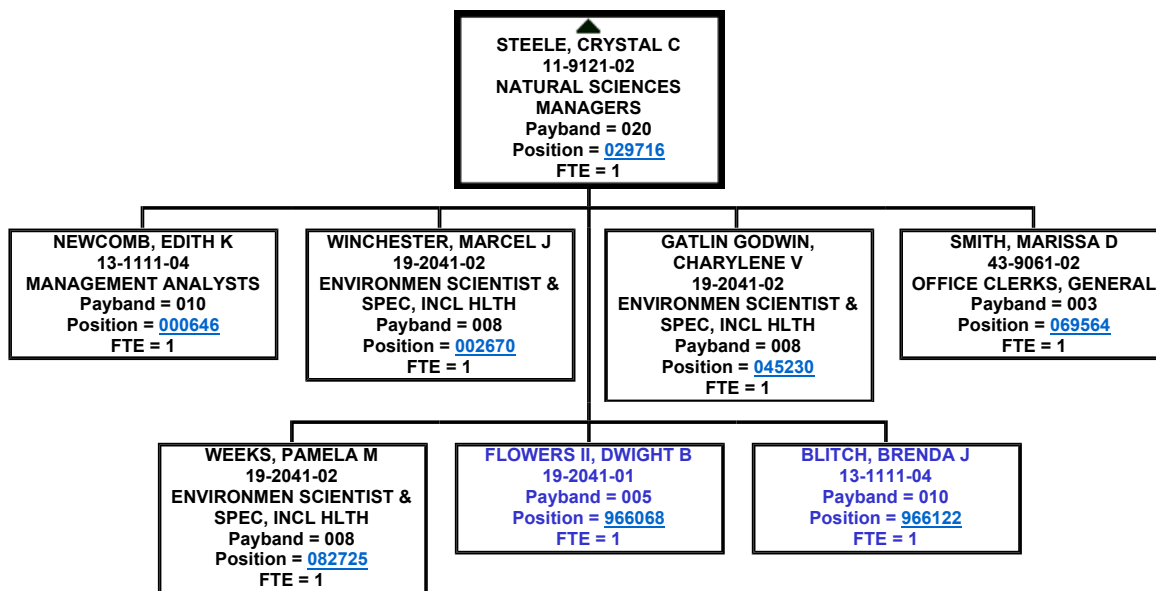 STEELE, CRYSTAL C
11-9121-02
NATURAL SCIENCES
MANAGERS
Payband = 020
Position = 029716
FTE = 1
NEWCOMB, EDITH K
13-1111-04
MANAGEMENT ANALYSTS
Payband = 010
Position = 000646
FTE = 1
WINCHESTER, MARCEL J
19-2041-02
ENVIRONMEN SCIENTIST &
SPEC, INCL HLTH
Payband = 008
Position = 002670
FTE = 1
GATLIN GODWIN,
CHARYLENE V
19-2041-02
ENVIRONMEN SCIENTIST &
SPEC, INCL HLTH
Payband = 008
Position = 045230
FTE = 1
SMITH, MARISSA D
43-9061-02
OFFICE CLERKS, GENERAL
Payband = 003
Position = 069564
FTE = 1
WEEKS, PAMELA M
19-2041-02
ENVIRONMEN SCIENTIST &
SPEC, INCL HLTH
Payband = 008
Position = 082725
FTE = 1
FLOWERS II, DWIGHT B
19-2041-01
Payband = 005
Position = 966068
FTE = 1
BLITCH, BRENDA J
13-1111-04
Payband = 010
Position = 966122
FTE = 1